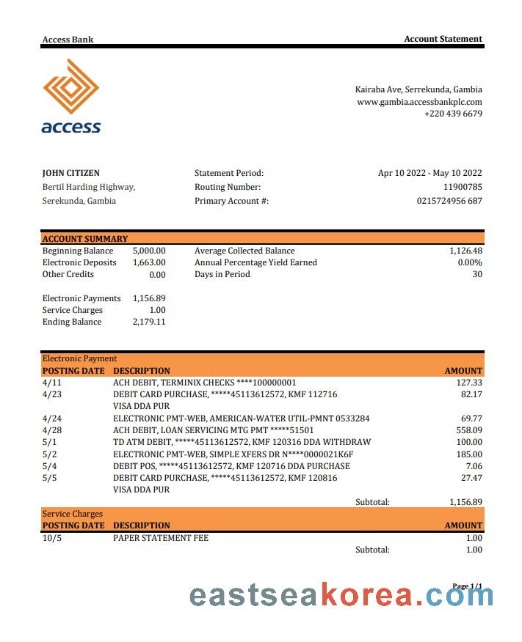 Access Bank Account Statement
access
Kairaba Ave, Serrekunda, Gambia
www.gambia.accessbankplc.com
+220 439 6679
JOHN CITIZEN Statement Period: Apr 10 2022 - May 10 2022
Bertil Harding Highway, Routing Number: 11900785
Serekunda, Gambia Primary Account #: 0215724956 687
ACCOUNT SUMMARY
Beginning Balance 5,000.00 Average Collected Balance 1,126.48
Electronic Deposits 1,663.00 Annual Percentage Yield Earned 0.00%
Other Credits 0.00 Days in Period 30
Electronic Payments 1,156.89
Service Charges 1.00
Ending Balance 2,179.11
Electronic Payment
POSTING DATE DESCRIPTION AMOUNT
4/11 ACH DEBIT, TERMINIX CHECKS ****100000001 127.33
4/23 DEBIT CARD PURCHASE, *****45113612572, KMF 112716 82.17
VISA DDA PUR
4/24 ELECTRONIC PMT-WEB, AMERICAN-WATER UTIL-PMNT 0533284 69.77
4/28 ACH DEBIT, LOAN SERVICING MTG PMT *****51501 558.09
5/1 TD ATM DEBIT, *****45113612572, KMF 120316 DDA WITHDRAW 100.00
5/2 ELECTRONIC PMT-WEB, SIMPLE XFERS DR N****0000021K6F 185.00
5/4 DEBIT POS, *****45113612572, KMF 120716 DDA PURCHASE 7.06
5/5 DEBIT CARD PURCHASE, *****45113612572, KMF 120816 27.47
VISA DDA PUR
Subtotal: 1,156.89
Service Charges
POSTING DATE DESCRIPTION AMOUNT
10/5 PAPER STATEMENT FEE 1.00
Subtotal: 1.00
Page 1/1
eastseakorea.com